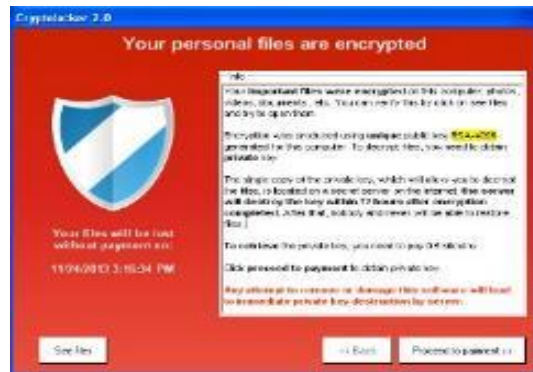 Cryptolocker 2.0
Your personal files are encrypted
Info
Your important files were encrypted on this computer: photos,
videos, documents, etc. You can verify this by click on see files
and try to open them.
Encryption was produced using unique public key RSA-4096
generated for this computer. To decrypt files, you need to obtain
private key.
The single copy of the private key, which will allow you to decrypt
the files, is located on a secret server on the internet; the server
will destroy the key within 72 hours after encryption
completed. After that, nobody and never will be able to restore
files.
To retrieve the private key, you need to pay
Click proceed to payment to obtain private key.
Any attempt to remove or damage this software will lead
to immediate private key destruction by server.
Your files will be lost
without payment on:
11/24/2013 3:16:34 PM
See files
<< Back
Proceed to payment >>